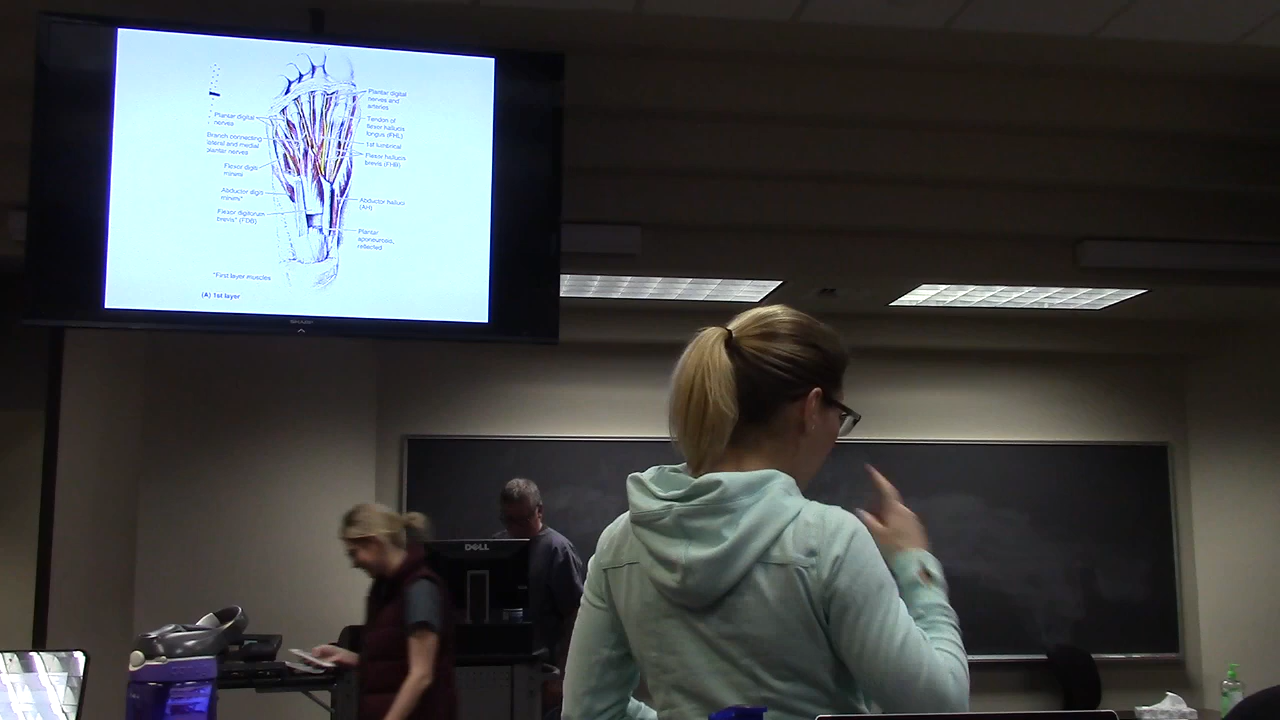 Plantar digital
nerves
Branch connecting
lateral and medial
plantar nerves
Flexor digiti
minimi
Abductor digiti
minimi*
Flexor digitorum
brevis* (FDB)
*First layer muscles
(A) 1st layer
Plantar digital
nerves and
arteries
Tendon of
flexor hallucis
longus (FHL)
1st lumbrical
Flexor hallucis
brevis (FHB)
Abductor hallucis
(AH)
Plantar
aponeurosis,
reflected
SHARP
DELL